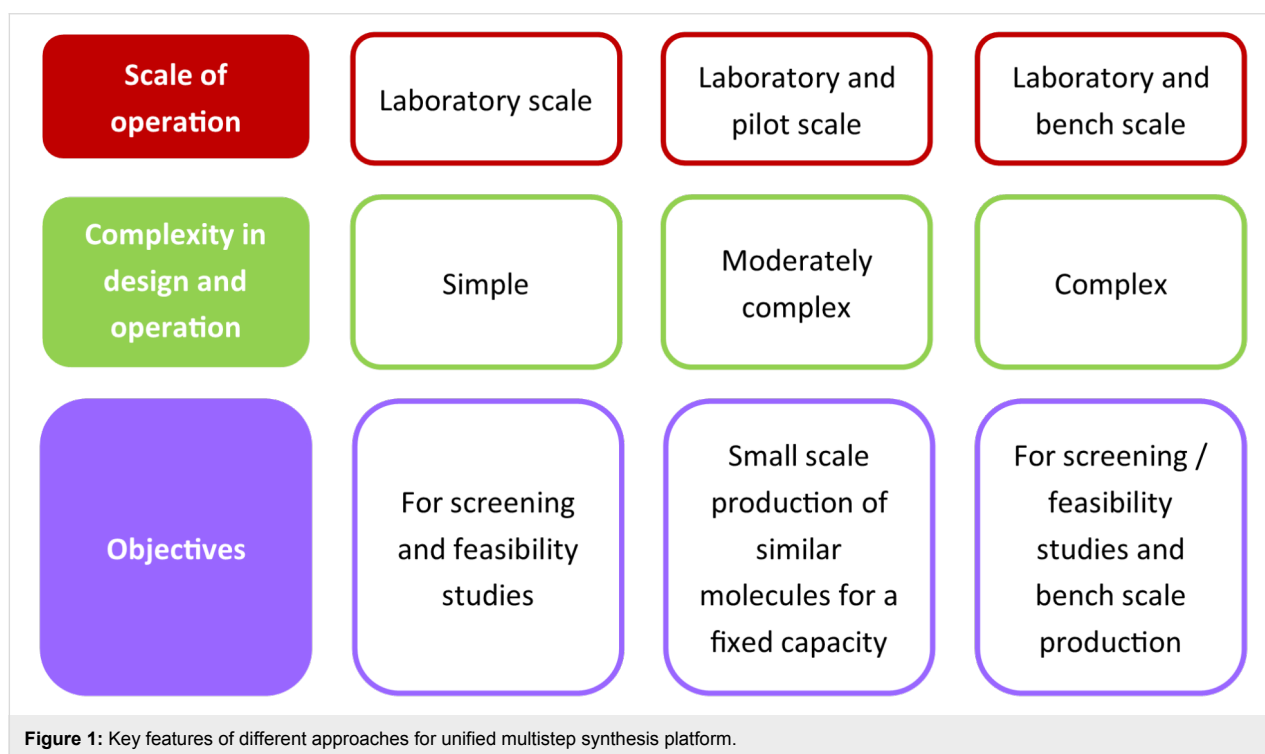 Scale of
operation
Laboratory scale
Laboratory and
pilot scale
Laboratory and
bench scale
Complexity in
design and
operation
Simple
Moderately
complex
Complex
Objectives
For screening
and feasibility
studies
Small scale
production of
similar
molecules for a
fixed capacity
For screening /
feasibility
studies and
bench scale
production
Figure 1: Key features of different approaches for unified multistep synthesis platform.